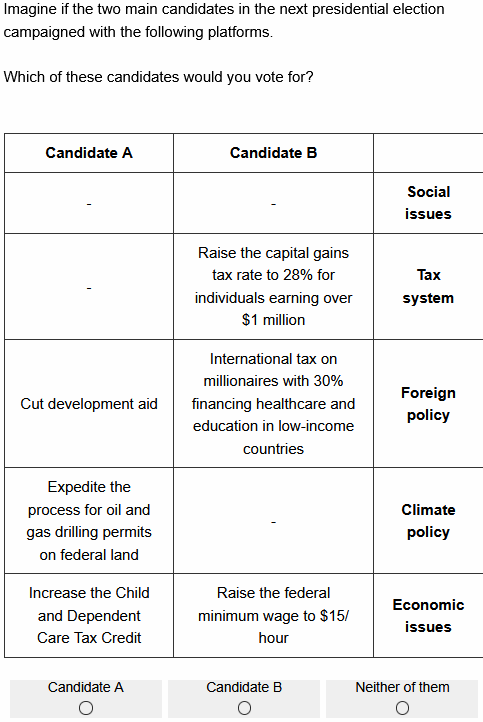 Imagine if the two main candidates in the next presidential election
campaigned with the following platforms.
Which of these candidates would you vote for?
Candidate A
Candidate B
-
-
Social
issues
-
Raise the capital gains
tax rate to 28% for
individuals earning over
$1 million
Tax
system
Cut development aid
International tax on
millionaires with 30%
financing healthcare and
education in low-income
countries
Foreign
policy
Expedite the
process for oil and
gas drilling permits
on federal land
-
Climate
policy
Increase the Child
and Dependent
Care Tax Credit
Raise the federal
minimum wage to $15/
hour
Economic
issues
Candidate A
Candidate B
Neither of them